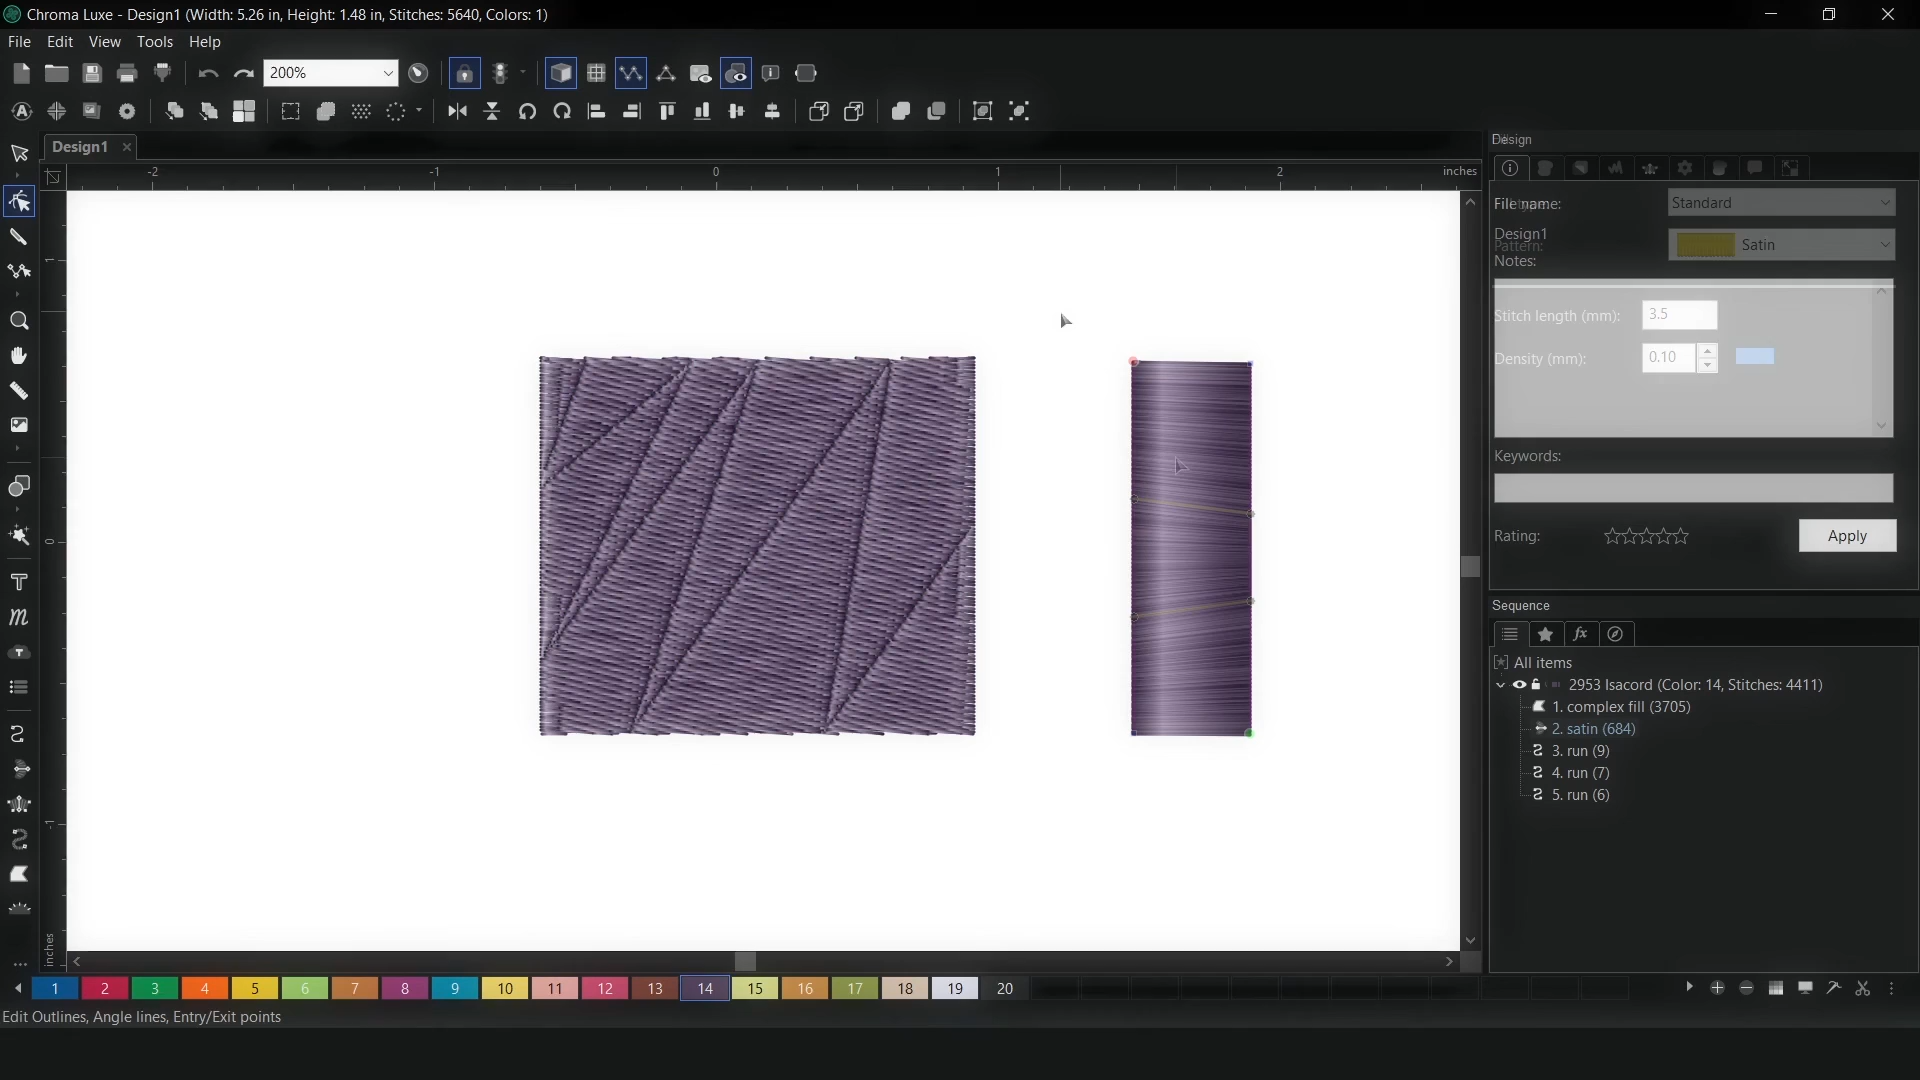 Chroma Luxe - Design1 (Width: 5.26 in, Height: 1.48 in, Stitches: 5640, Colors: 1)
File Edit View Tools Help
200%
Design1
-2 -1 0 1 2 inches
1
0
-1
inches
Design
File name:
Standard
Design1
Pattern:
Satin
Notes:
Stitch length (mm): 3.5
Density (mm): 0.10
Keywords:
Rating:
Apply
Sequence
fx
All items
2953 Isacord (Color: 14, Stitches: 4411)
1. complex fill (3705)
2. satin (684)
3. run (9)
4. run (7)
5. run (6)
1 2 3 4 5 6 7 8 9 10 11 12 13 14 15 16 17 18 19 20
Edit Outlines, Angle lines, Entry/Exit points